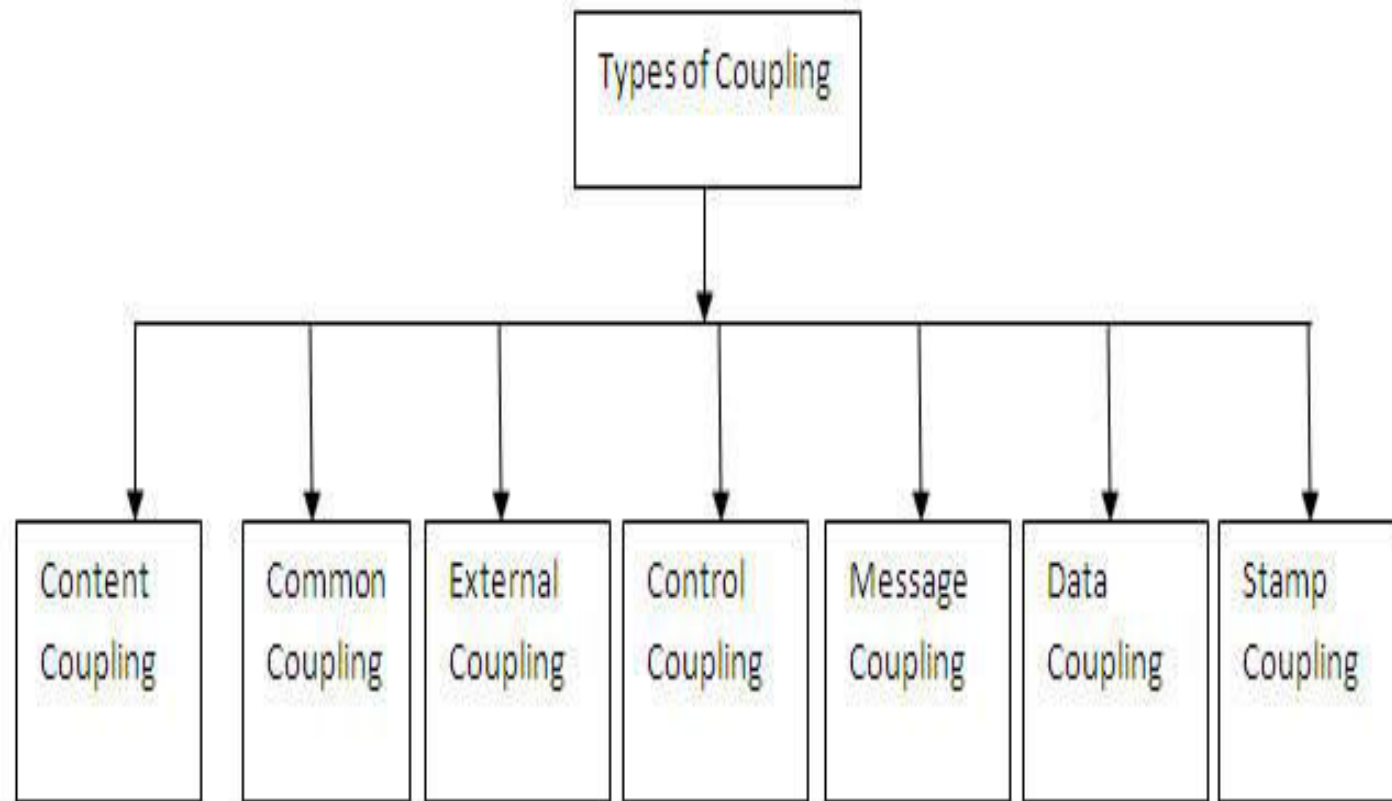 Types of Coupling
Content
Coupling
Common
Coupling
External
Coupling
Control
Coupling
Message
Coupling
Data
Coupling
Stamp
Coupling